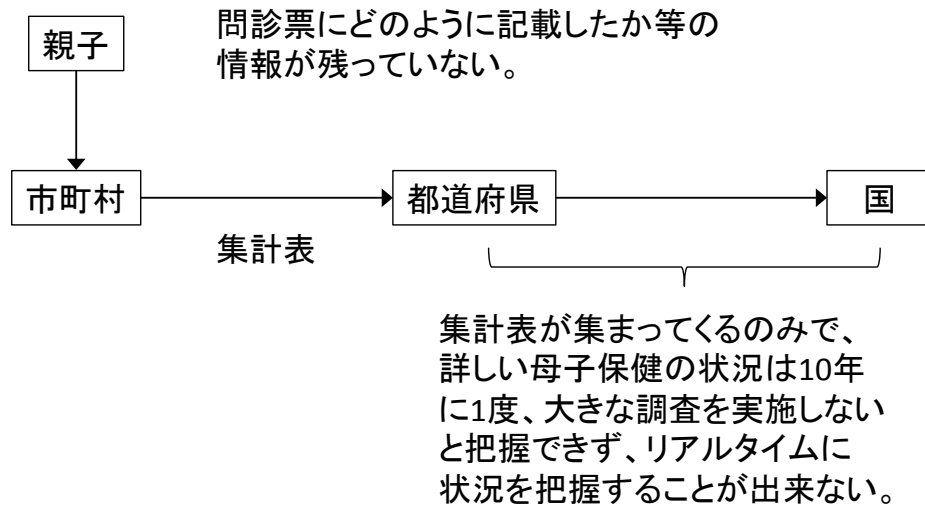 親子
問診票にどのように記載したか等の
情報が残っていない。
市町村
都道府県
国
集計表
集計表が集まってくるのみで、
詳しい母子保健の状況は10年
に1度、大きな調査を実施しない
と把握できず、リアルタイムに
状況を把握することが出来ない。